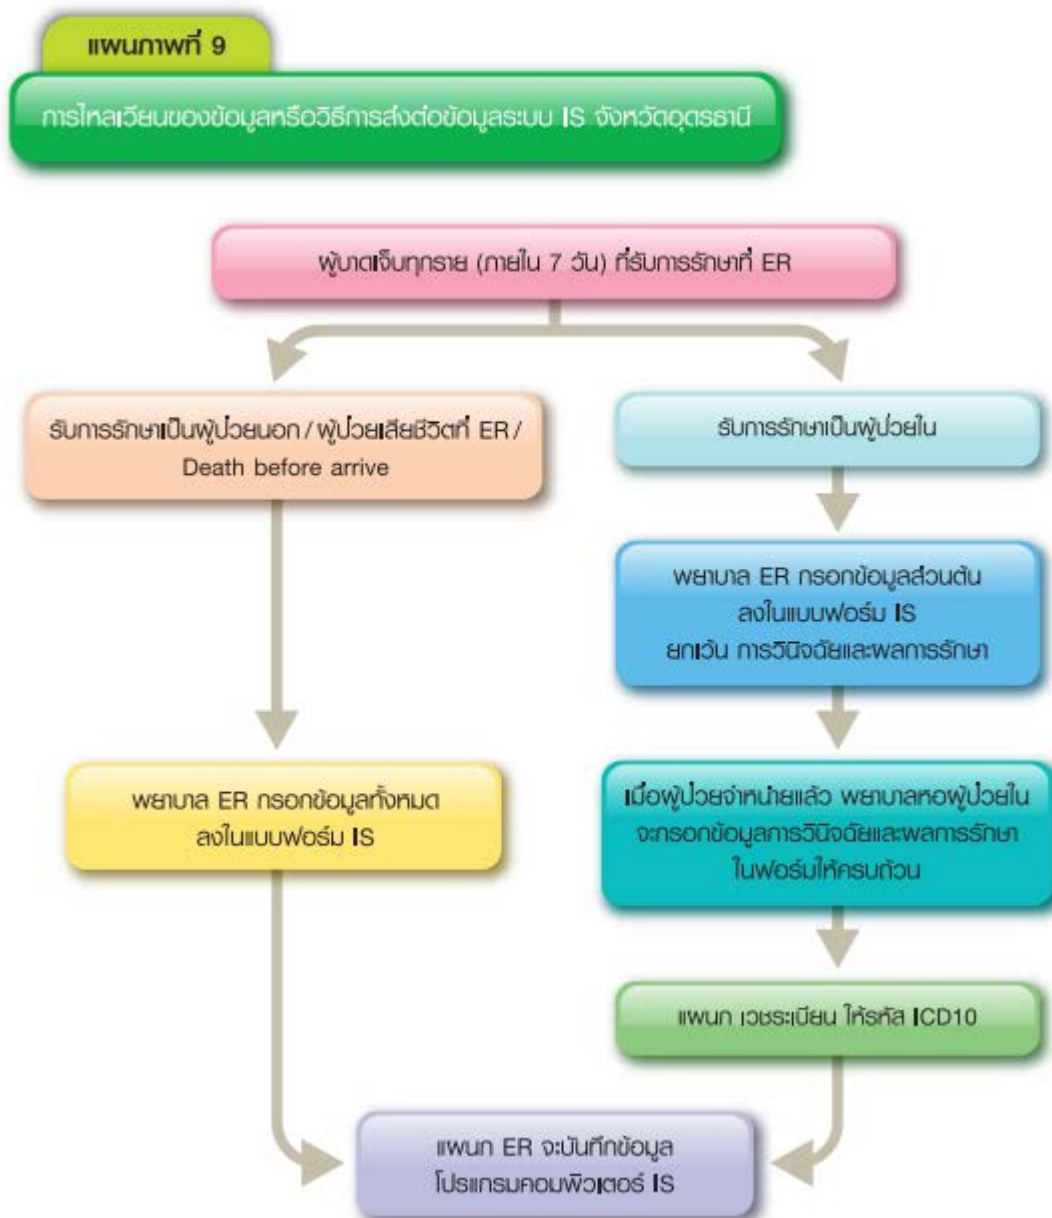 แผนภาพที่ 9
การไหลเวียนของข้อมูลหรือวิธีการส่งต่อข้อมูลระบบ IS จังหวัดอุดรธานี
ผู้บาดเจ็บทุกราย (ภายใน 7 วัน) ที่รับการรักษาที่ ER
รับการรักษาเป็นผู้ป่วยนอก / ผู้ป่วยเสียชีวิตที่ ER /
Death before arrive
รับการรักษาเป็นผู้ป่วยใน
พยาบาล ER กรอกข้อมูลส่วนต้น
ลงในแบบฟอร์ม IS
ยกเว้น การวินิจฉัยและผลการรักษา
พยาบาล ER กรอกข้อมูลทั้งหมด
ลงในแบบฟอร์ม IS
เมื่อผู้ป่วยจำหน่ายแล้ว พยาบาลหอผู้ป่วยใน
จะกรอกข้อมูลการวินิจฉัยและผลการรักษา
ในฟอร์มให้ครบถ้วน
แผนก เวชระเบียน ให้รหัส ICD10
แผนก ER จะบันทึกข้อมูล
โปรแกรมคอมพิวเตอร์ IS